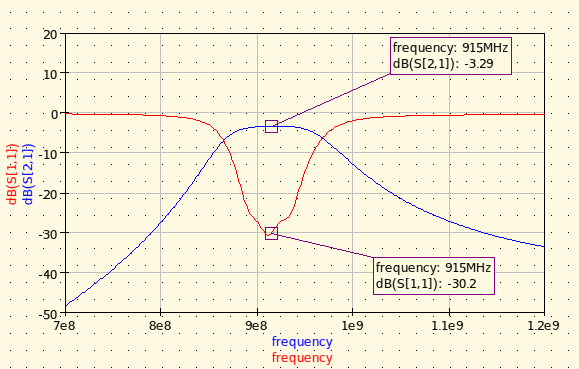 20
frequency: 915MHz
dB(S[2,1]): -3.29
10
0
-10
-20
-30
-40
-50
dB(S[1,1])
dB(S[2,1])
frequency: 915MHz
dB(S[1,1]): -30.2
7e8 8e8 9e8 1e9 1.1e9 1.2e9
frequency
frequency